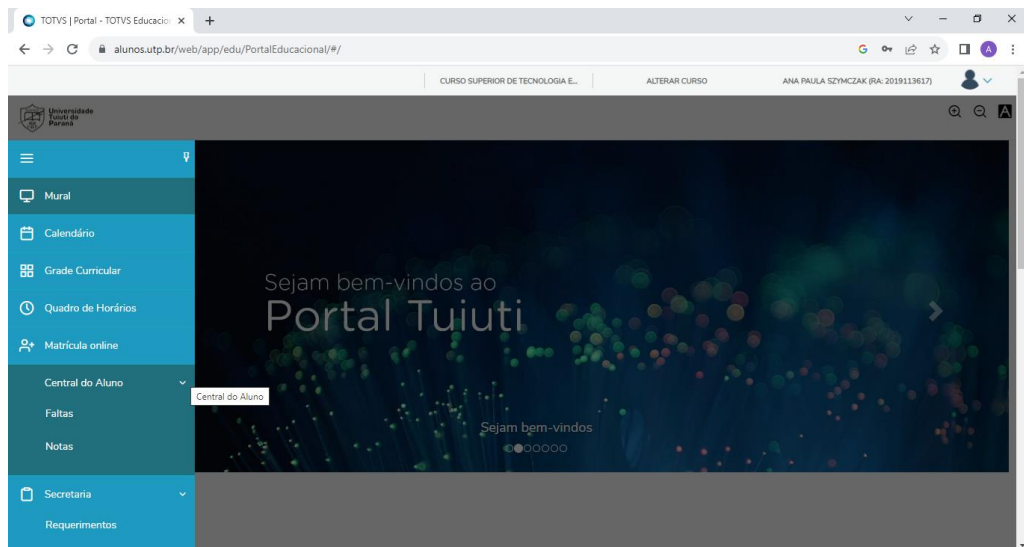 TOTVS | Portal - TOTVS Educacion
alunos.utp.br/web/app/edu/PortalEducacional/#/
CURSO SUPERIOR DE TECNOLOGIA E... ALTERAR CURSO ANA PAULA SZYMCZAK (RA: 2019113617)
Universidade
Tuiuti do
Paraná
Mural
Calendário
Grade Curricular
Quadro de Horários
Matrícula online
Central do Aluno
Central do Aluno
Faltas
Notas
Secretaria
Requerimentos
Sejam bem-vindos ao
Portal Tuiuti
Sejam bem-vindos